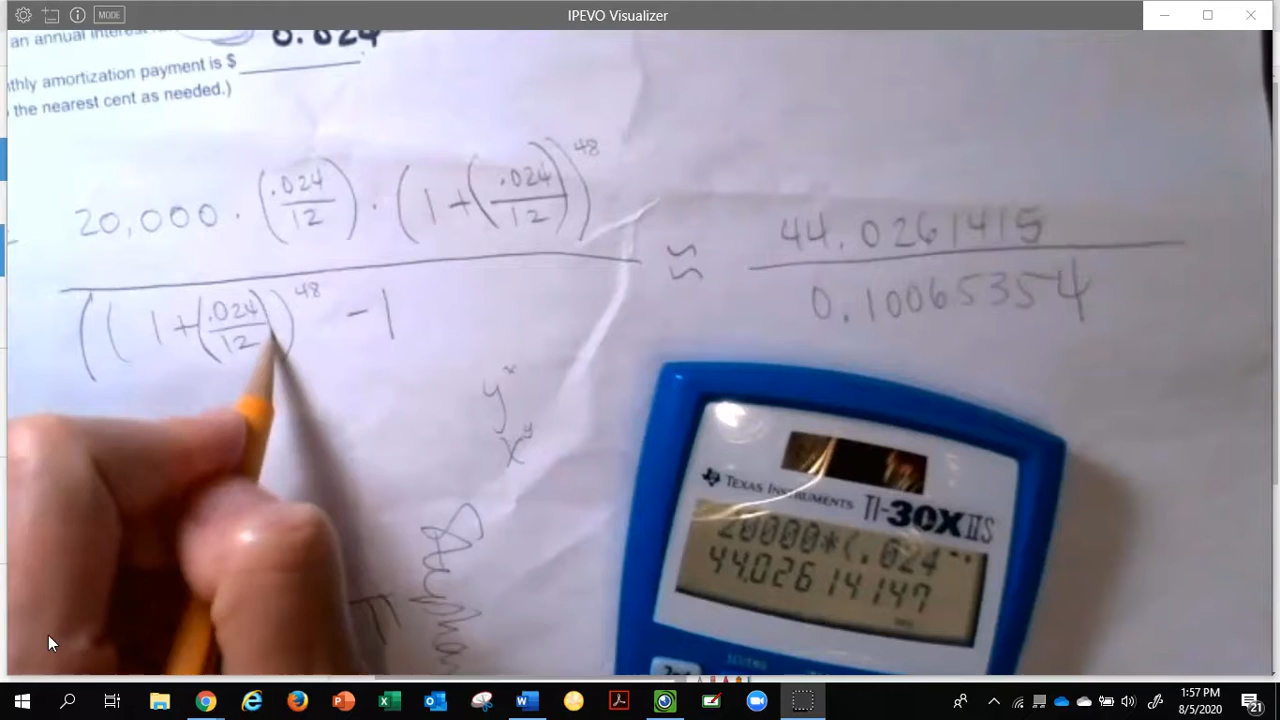 IPEVO Visualizer
MODE
an annual interest
0.024
thly amortization payment is $
the nearest cent as needed.)
20,000 · (.024/12) · (1+(.024/12))^48
((1+(.024/12))^48 - 1
≈
44.0261415
0.10065354
y^x
x^y
π
TEXAS INSTRUMENTS TI-30X IIS
20000*(.024
44.02614147
2nd
1:57 PM
8/5/2020
21